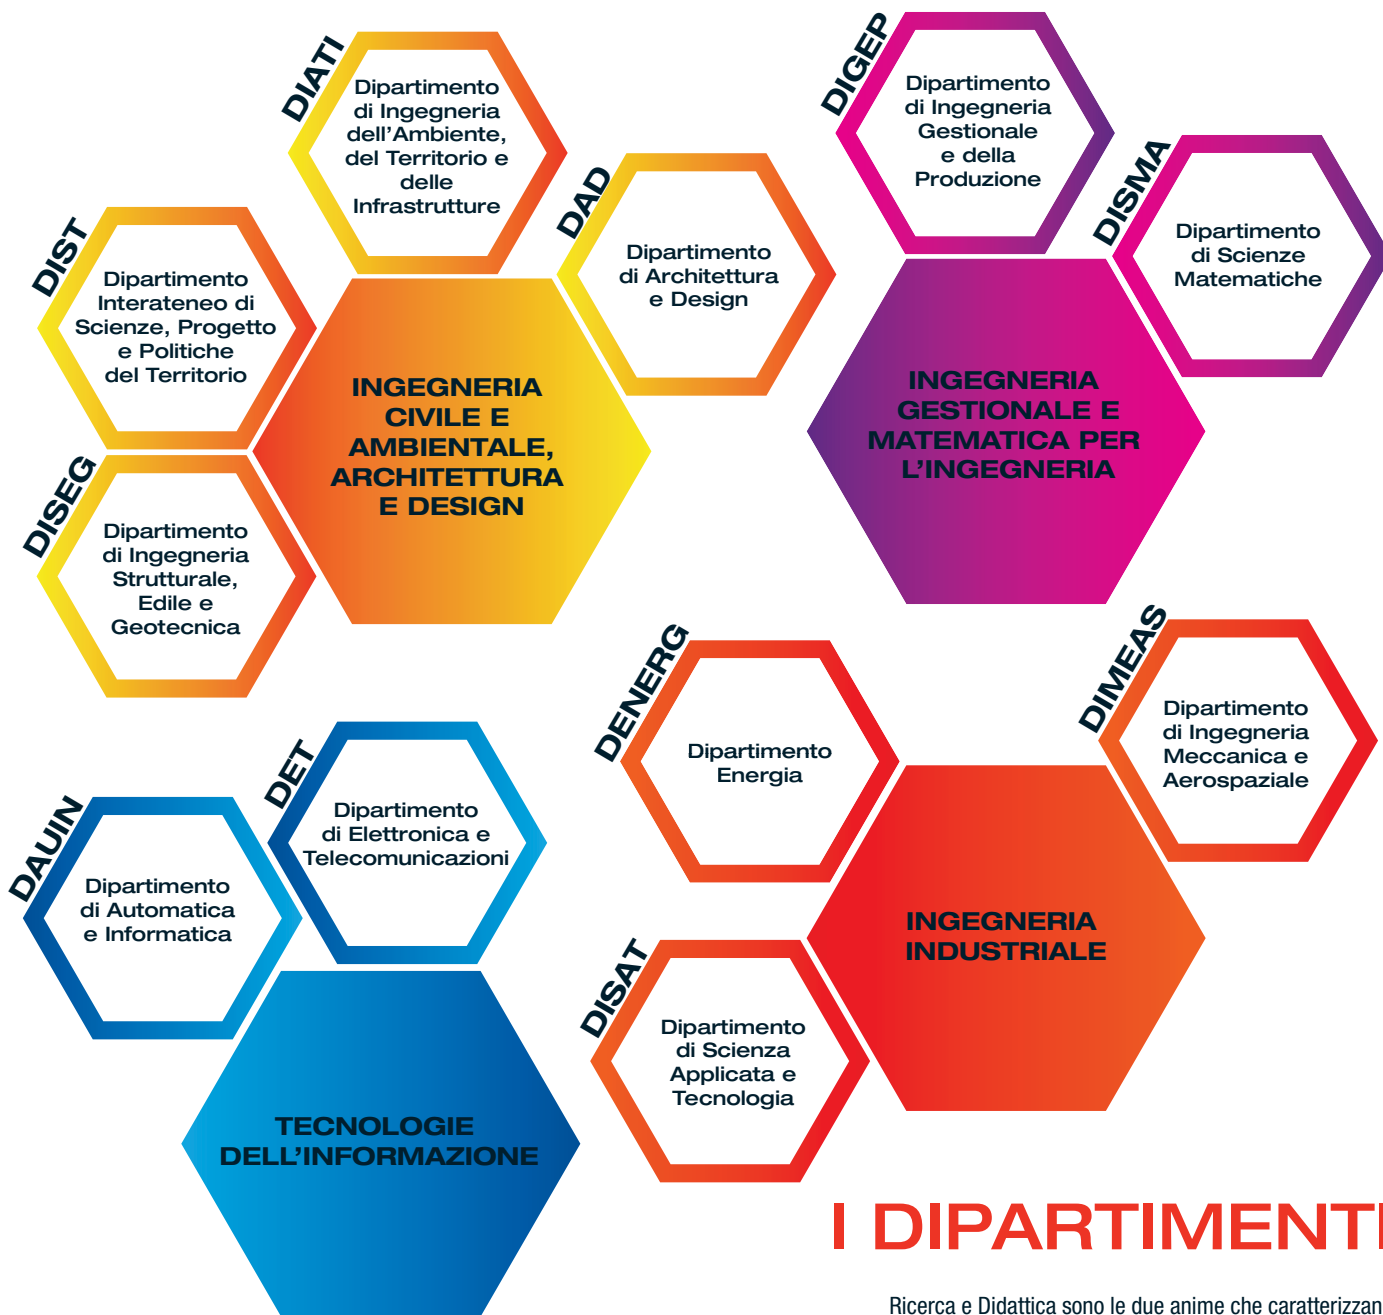 DIATI
Dipartimento
di Ingegneria
dell'Ambiente,
del Territorio e
delle
Infrastrutture
DAD
Dipartimento
di Architettura
e Design
DIST
Dipartimento
Interateneo di
Scienze, Progetto
e Politiche
del Territorio
DISEG
Dipartimento
di Ingegneria
Strutturale,
Edile e
Geotecnica
INGEGNERIA
CIVILE E
AMBIENTALE,
ARCHITETTURA
E DESIGN
DIGEP
Dipartimento
di Ingegneria
Gestionale
e della
Produzione
DISMA
Dipartimento
di Scienze
Matematiche
INGEGNERIA
GESTIONALE E
MATEMATICA PER
L'INGEGNERIA
DET
Dipartimento
di Elettronica e
Telecomunicazioni
DAUIN
Dipartimento
di Automatica
e Informatica
TECNOLOGIE
DELL'INFORMAZIONE
DENERG
Dipartimento
Energia
DIMEAS
Dipartimento
di Ingegneria
Meccanica e
Aerospaziale
DISAT
Dipartimento
di Scienza
Applicata e
Tecnologia
INGEGNERIA
INDUSTRIALE
I DIPARTIMENTI
Ricerca e Didattica sono le due anime che caratterizzan